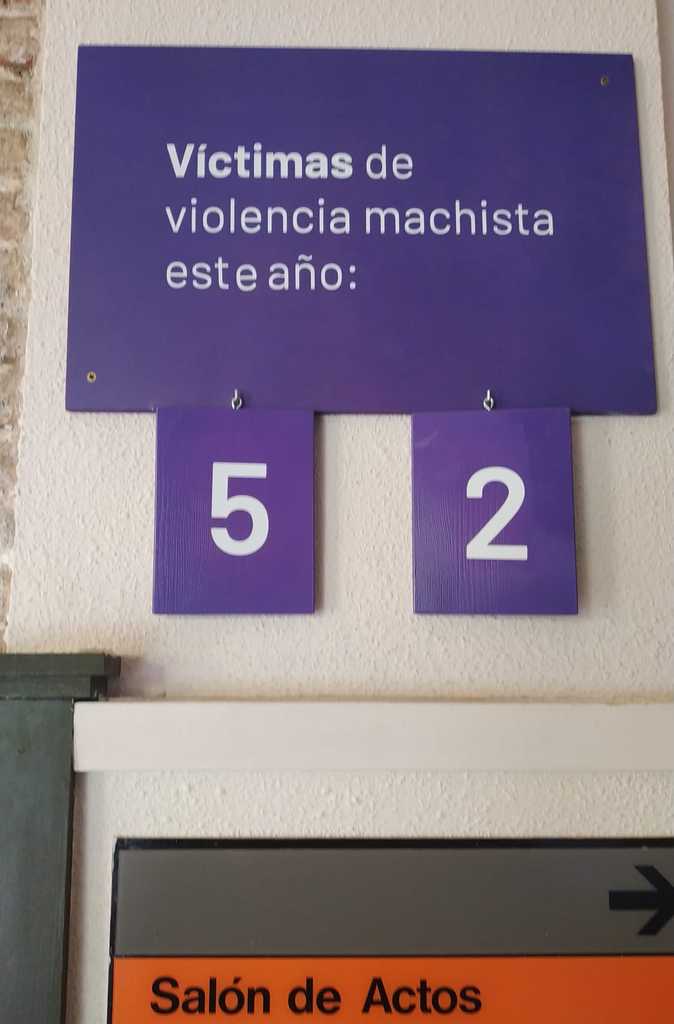 Víctimas de
violencia machista
este año:
5 2
Salón de Actos